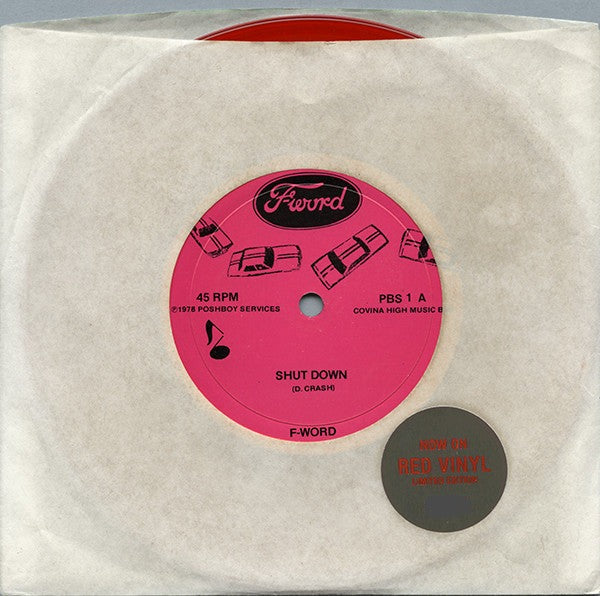 F-word
45 RPM
℗1978 POSHBOY SERVICES
PBS 1 A
COVINA HIGH MUSIC B
SHUT DOWN
(D. CRASH)
F-WORD
NOW ON
RED VINYL
LIMITED EDITION